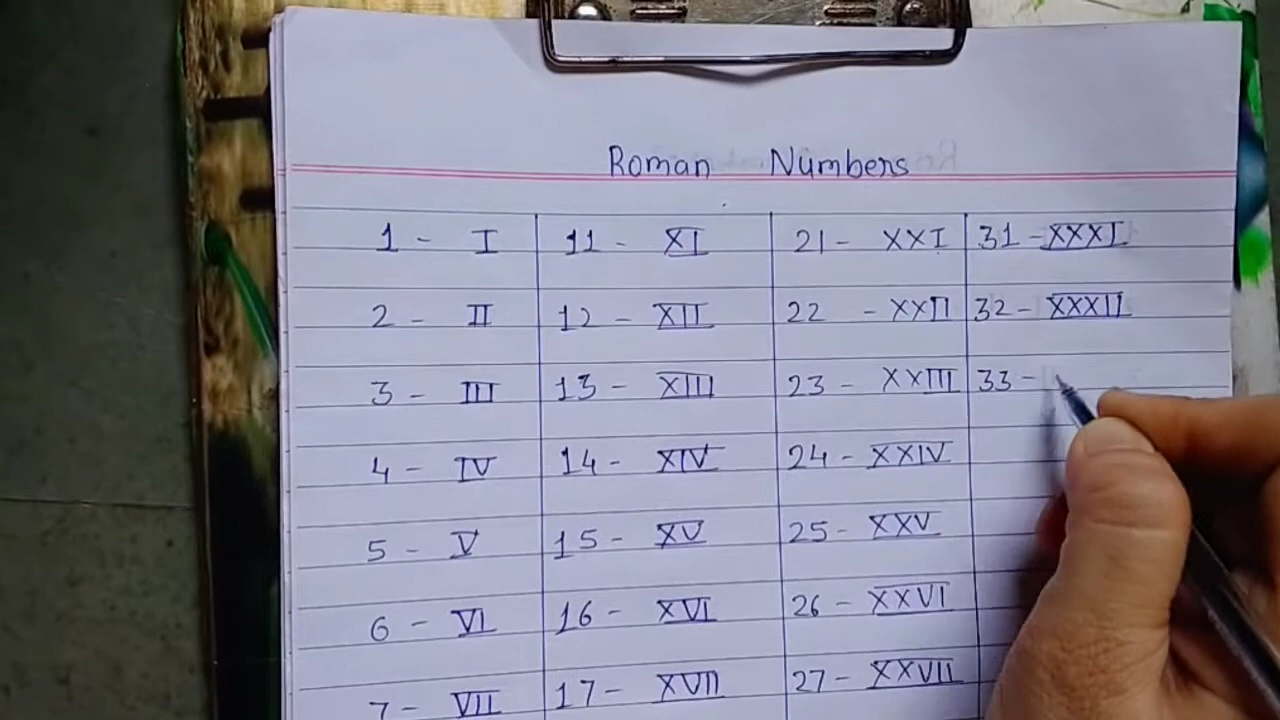 Roman Numbers
1 - I 11 - XI 21 - XXI 31 - XXXI
2 - II 12 - XII 22 - XXII 32 - XXXII
3 - III 13 - XIII 23 - XXIII 33 -
4 - IV 14 - XIV 24 - XXIV
5 - V 15 - XV 25 - XXV
6 - VI 16 - XVI 26 - XXVI
7 - VII 17 - XVII 27 - XXVII